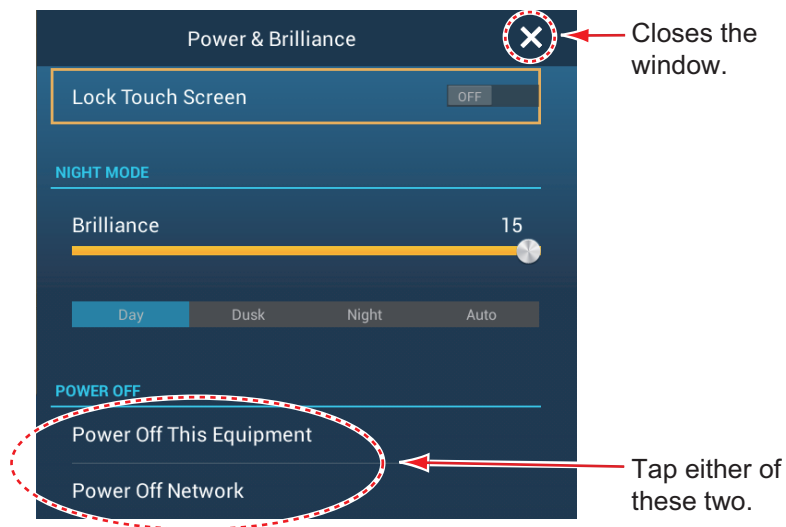 Power & Brilliance
Closes the
window.
Lock Touch Screen
OFF
NIGHT MODE
Brilliance
15
Day
Dusk
Night
Auto
POWER OFF
Power Off This Equipment
Power Off Network
Tap either of
these two.